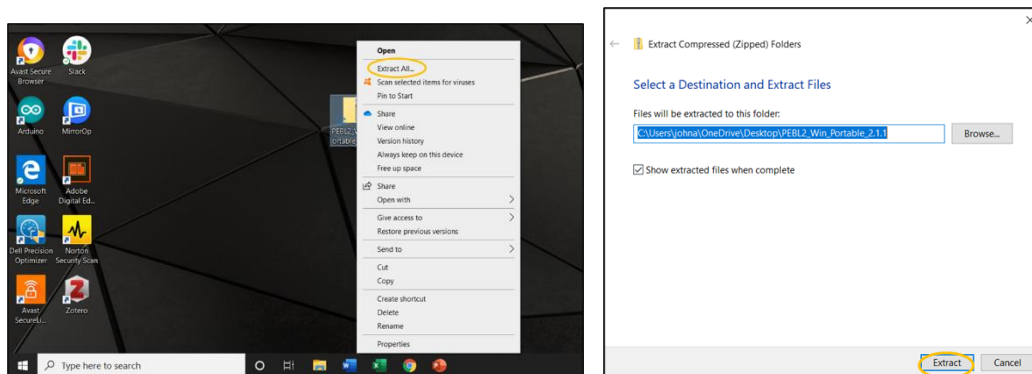 Avast Secure
Browser
Slack
Arduino
MirrorOp
Microsoft
Edge
Adobe
Digital Ed...
Dell Precision
Optimizer
Norton
Security Scan
Avast
SecureLi...
Zotero
PEBL2_W
ortable_
Open
Extract All...
Scan selected items for viruses
Pin to Start
Share
View online
Version history
Always keep on this device
Free up space
Share
Open with
Give access to
Restore previous versions
Send to
Cut
Copy
Create shortcut
Delete
Rename
Properties
Type here to search
Extract Compressed (Zipped) Folders
Select a Destination and Extract Files
Files will be extracted to this folder:
C:\Users\johna\OneDrive\Desktop\PEBL2_Win_Portable_2.1.1
Browse...
Show extracted files when complete
Extract
Cancel